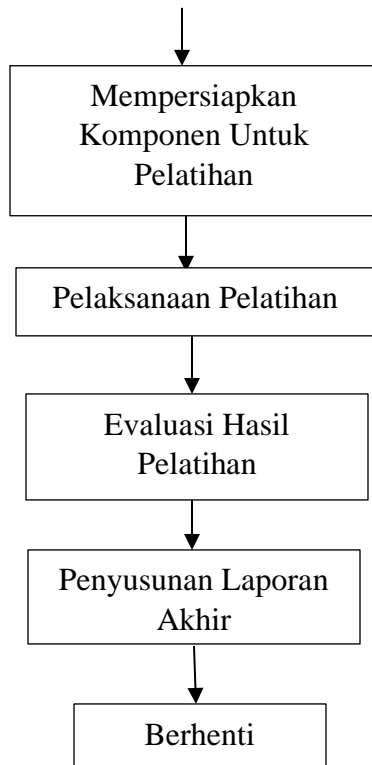 Mempersiapkan
Komponen Untuk
Pelatihan
Pelaksanaan Pelatihan
Evaluasi Hasil
Pelatihan
Penyusunan Laporan
Akhir
Berhenti